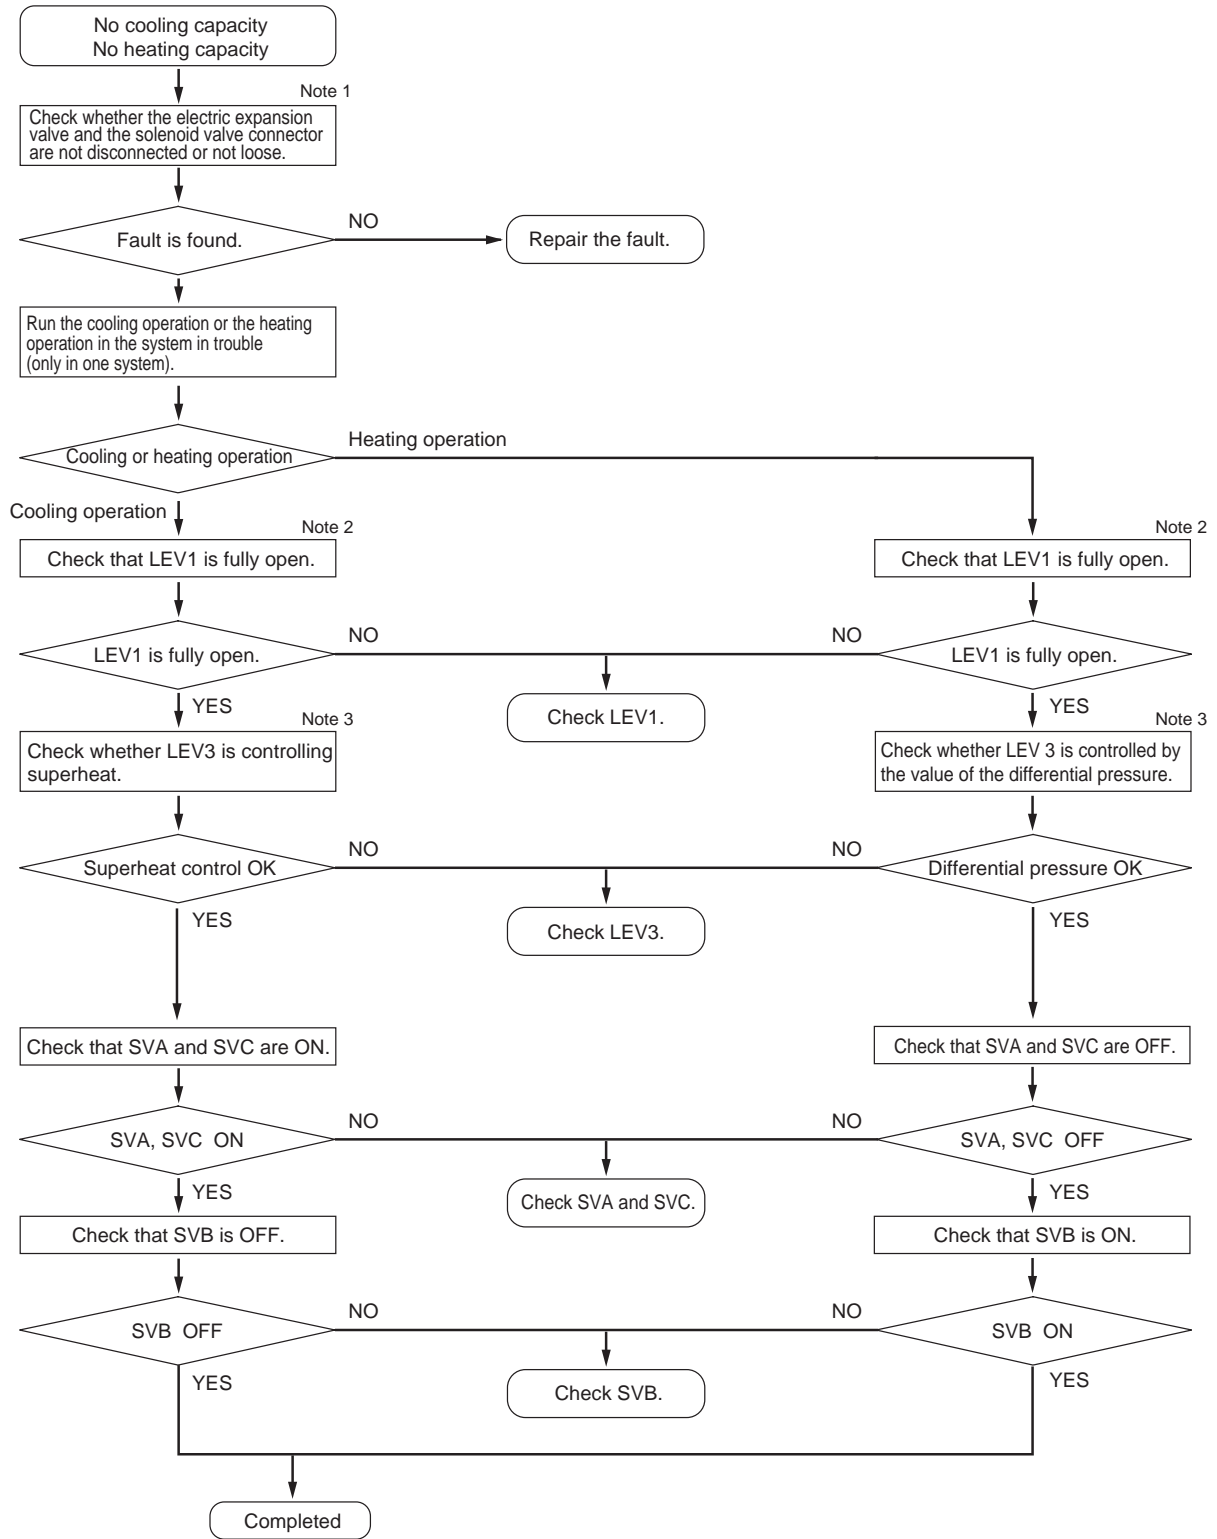 No cooling capacity
No heating capacity
Note 1
Check whether the electric expansion
valve and the solenoid valve connector
are not disconnected or not loose.
NO
Fault is found.
Repair the fault.
Run the cooling operation or the heating
operation in the system in trouble
(only in one system).
Heating operation
Cooling or heating operation
Cooling operation
Note 2
Note 2
Check that LEV1 is fully open.
Check that LEV1 is fully open.
NO
NO
LEV1 is fully open.
LEV1 is fully open.
YES
YES
Check LEV1.
Note 3
Note 3
Check whether LEV3 is controlling
superheat.
Check whether LEV 3 is controlled by
the value of the differential pressure.
NO
NO
Superheat control OK
Differential pressure OK
YES
YES
Check LEV3.
Check that SVA and SVC are ON.
Check that SVA and SVC are OFF.
NO
NO
SVA, SVC ON
SVA, SVC OFF
YES
YES
Check SVA and SVC.
Check that SVB is OFF.
Check that SVB is ON.
NO
NO
SVB OFF
SVB ON
YES
YES
Check SVB.
Completed